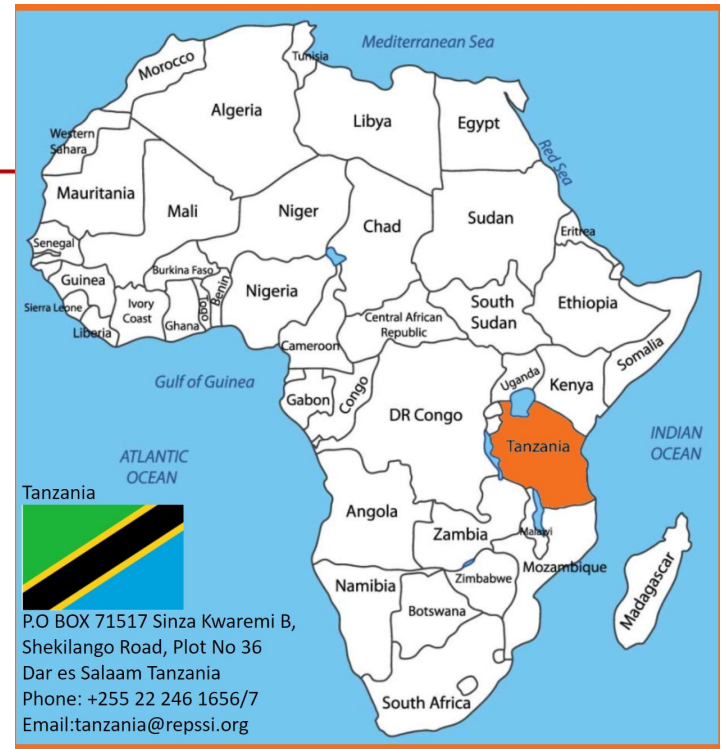 Mediterranean Sea
Morocco
Tunisia
Algeria
Libya
Egypt
Western
Sahara
Red Sea
Mauritania
Mali
Niger
Chad
Sudan
Eritrea
Senegal
Burkina Faso
Guinea
Benin
Nigeria
Togo
Ivory
Coast
Ghana
Sierra Leone
Liberia
South
Sudan
Ethiopia
Central African
Republic
Cameroon
Somalia
Uganda
Kenya
Gulf of Guinea
Gabon
Congo
DR Congo
Tanzania
INDIAN
OCEAN
ATLANTIC
OCEAN
Angola
Zambia
Malawi
Mozambique
Zimbabwe
Namibia
Botswana
Madagascar
South Africa
Tanzania
P.O BOX 71517 Sinza Kwaremi B,
Shekilango Road, Plot No 36
Dar es Salaam Tanzania
Phone: +255 22 246 1656/7
Email:tanzania@repssi.org